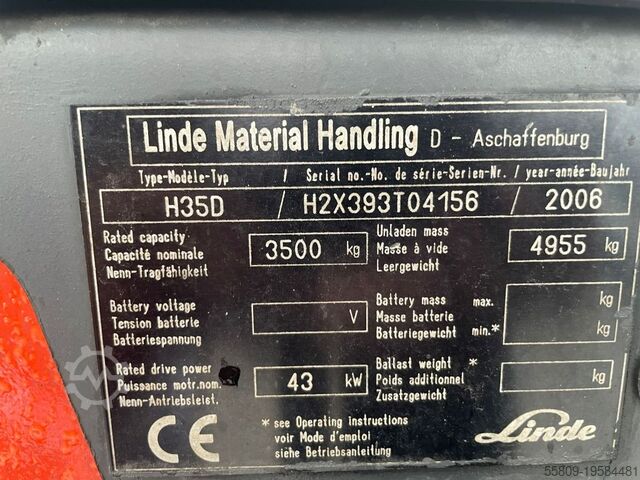 Linde Material Handling D - Aschaffenburg
Type-Modèle-Typ / Serial no.-No. de série-Serien-Nr. / year-année-Baujahr
H35D / H2X393T04156 / 2006
Rated capacity
Capacité nominale
Nenn-Tragfähigkeit
3500 kg
Unladen mass
Masse à vide
Leergewicht
4955 kg
Battery voltage
Tension batterie
Batteriespannung
V
Battery mass max.
Masse batterie
Batteriegewicht min.*
kg
kg
Rated drive power
Puissance motr.nom.
Nenn-Antriebsleist.
43 kW
Ballast weight *
Poids additionnel
Zusatzgewicht
kg
CE
* see Operating instructions
voir Mode d'emploi
siehe Betriebsanleitung
Linde
55809-19584481